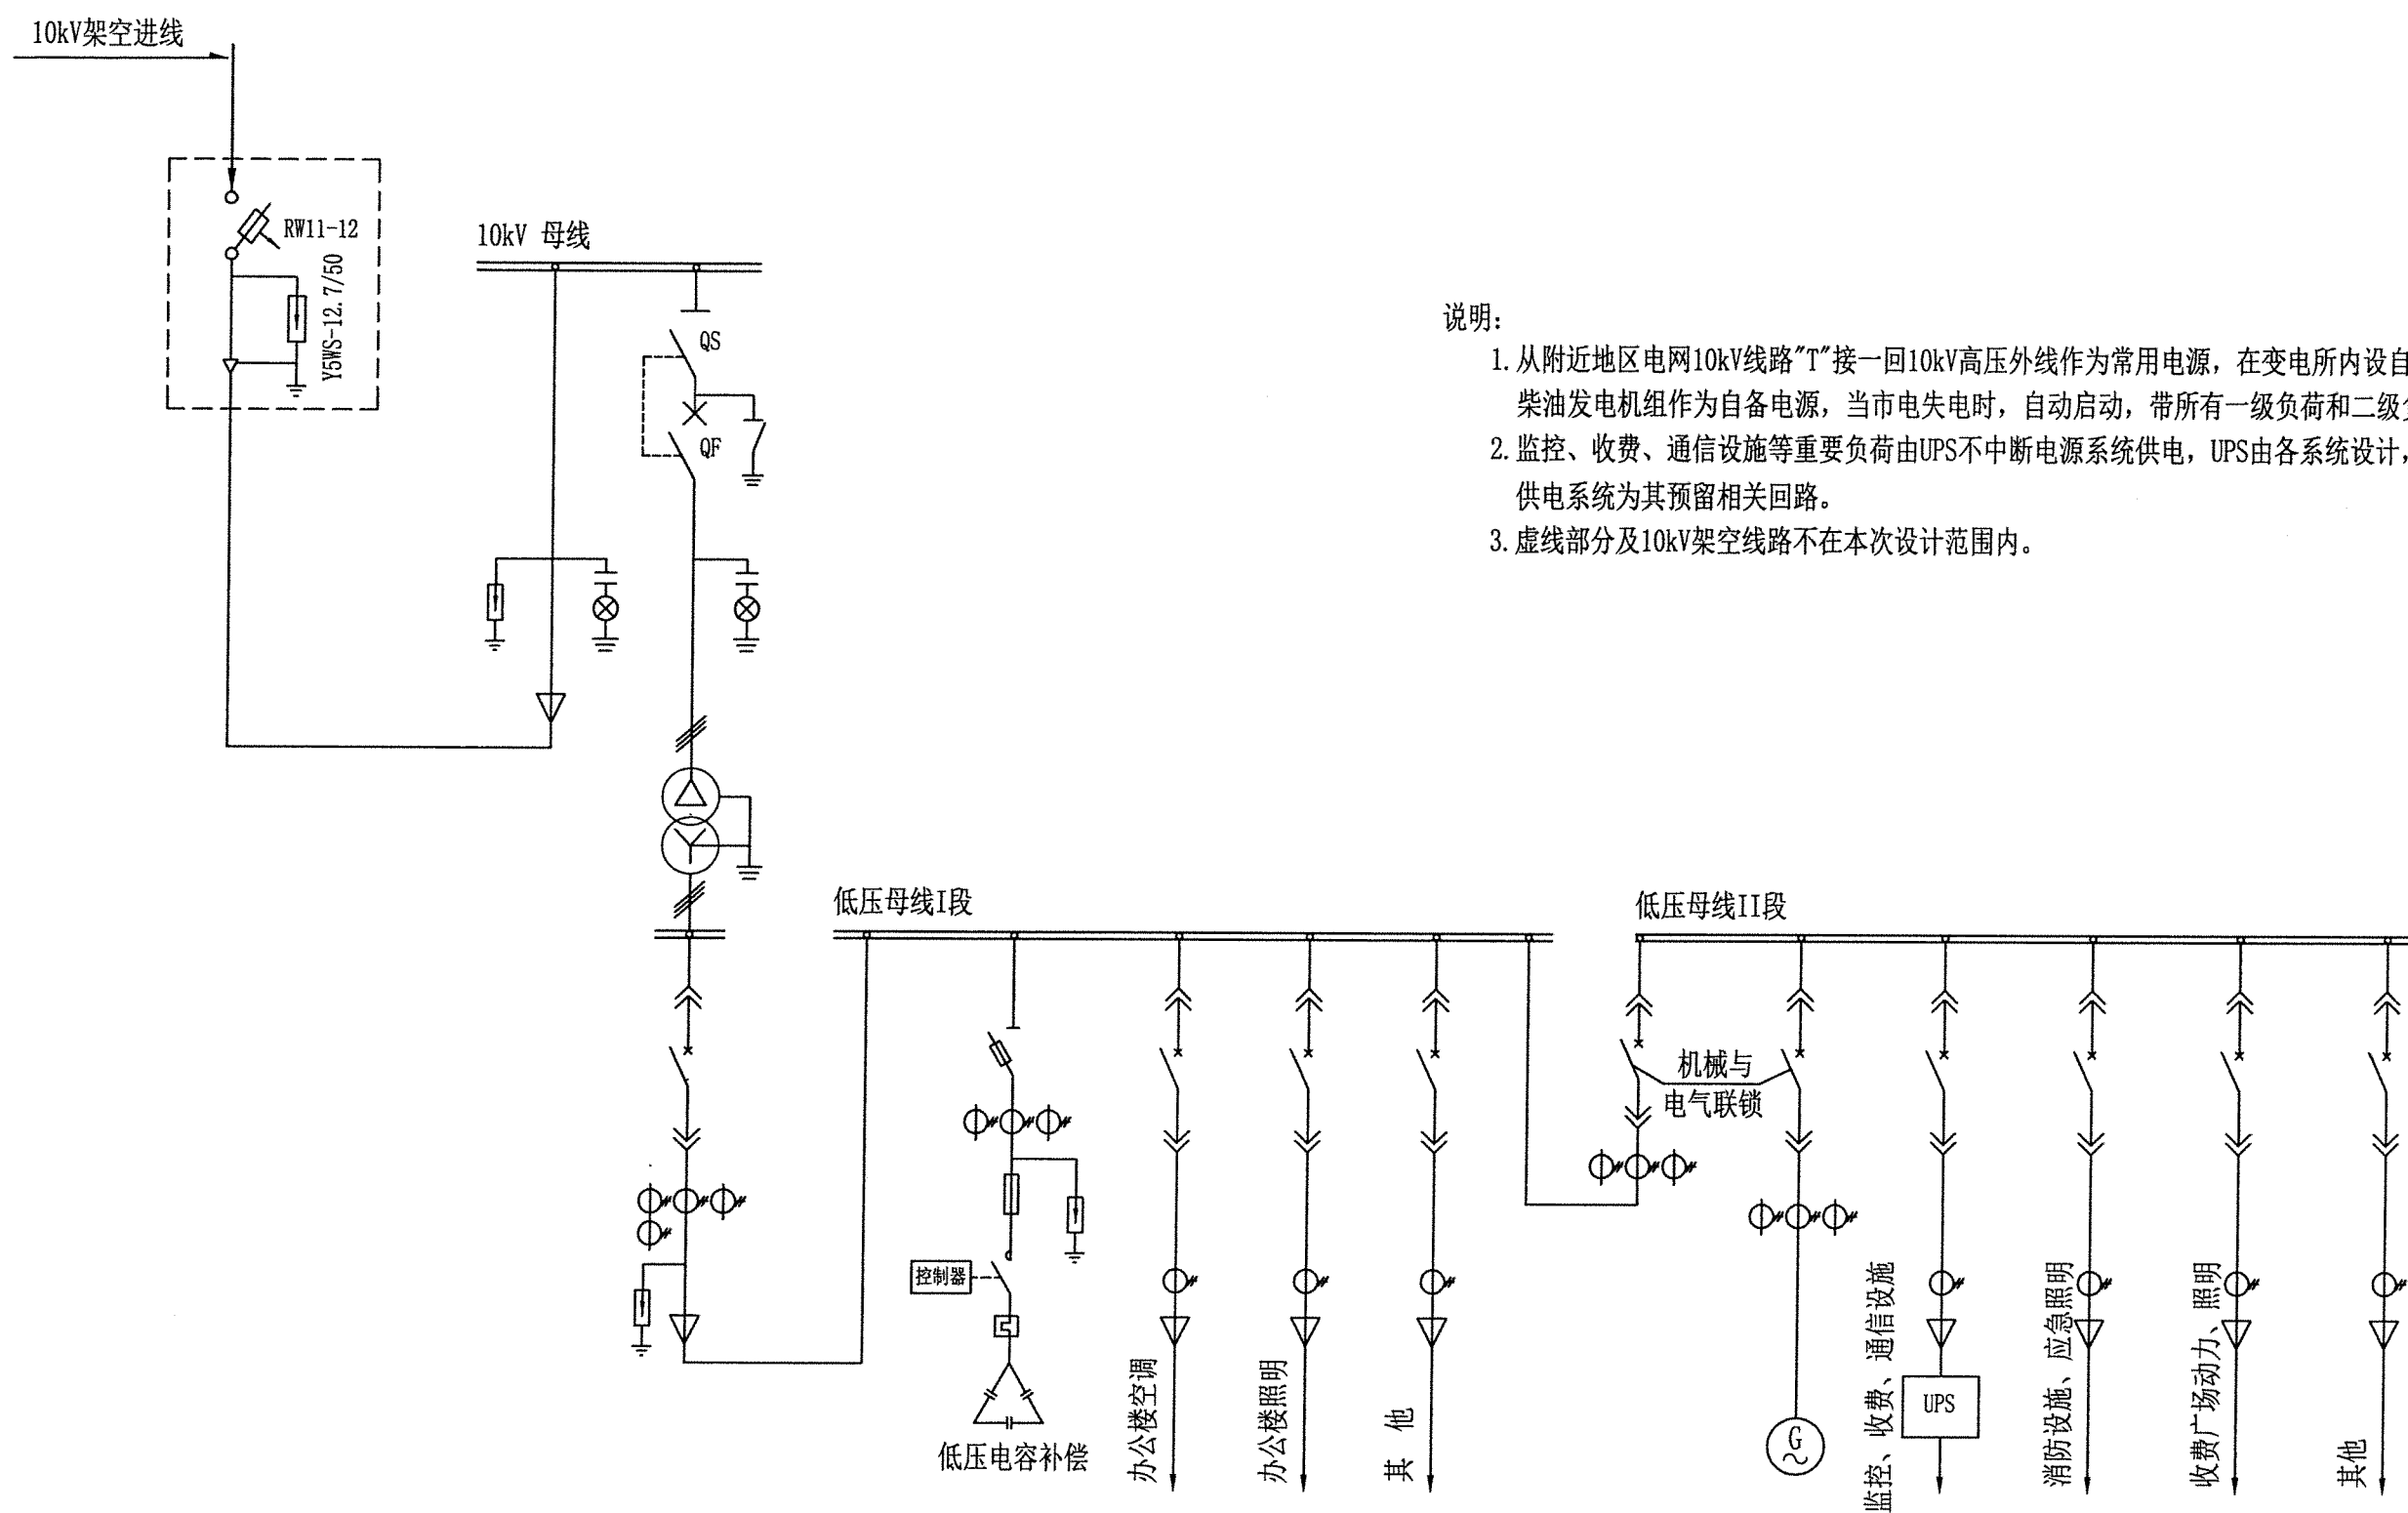 10kV架空进线
RW11-12
Y5WS-12.7/50
10kV 母线
QS
QF
说明:
1.从附近地区电网10kV线路"T"接一回10kV高压外线作为常用电源，在变电所内设自
柴油发电机组作为自备电源，当市电失电时，自动启动，带所有一级负荷和二级
2.监控、收费、通信设施等重要负荷由UPS不中断电源系统供电，UPS由各系统设计，
供电系统为其预留相关回路。
3.虚线部分及10kV架空线路不在本次设计范围内。
低压母线I段
低压母线II段
机械与
电气联锁
控制器
低压电容补偿
办公楼空调
办公楼照明
其 他
G
监控、收费、通信设施
UPS
消防设施、应急照明
收费广场动力、照明
其他